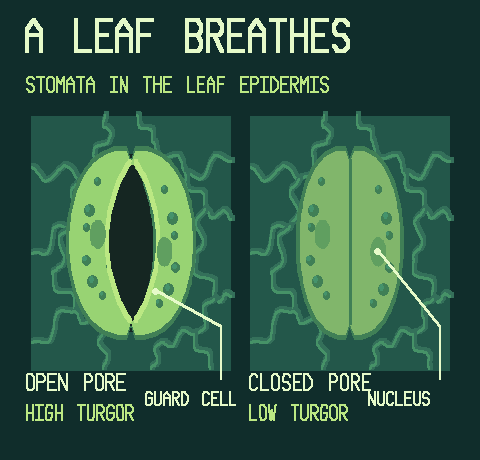 A LEAF BREATHES
STOMATA IN THE LEAF EPIDERMIS
OPEN PORE
HIGH TURGOR
GUARD CELL
CLOSED PORE
LOW TURGOR
NUCLEUS